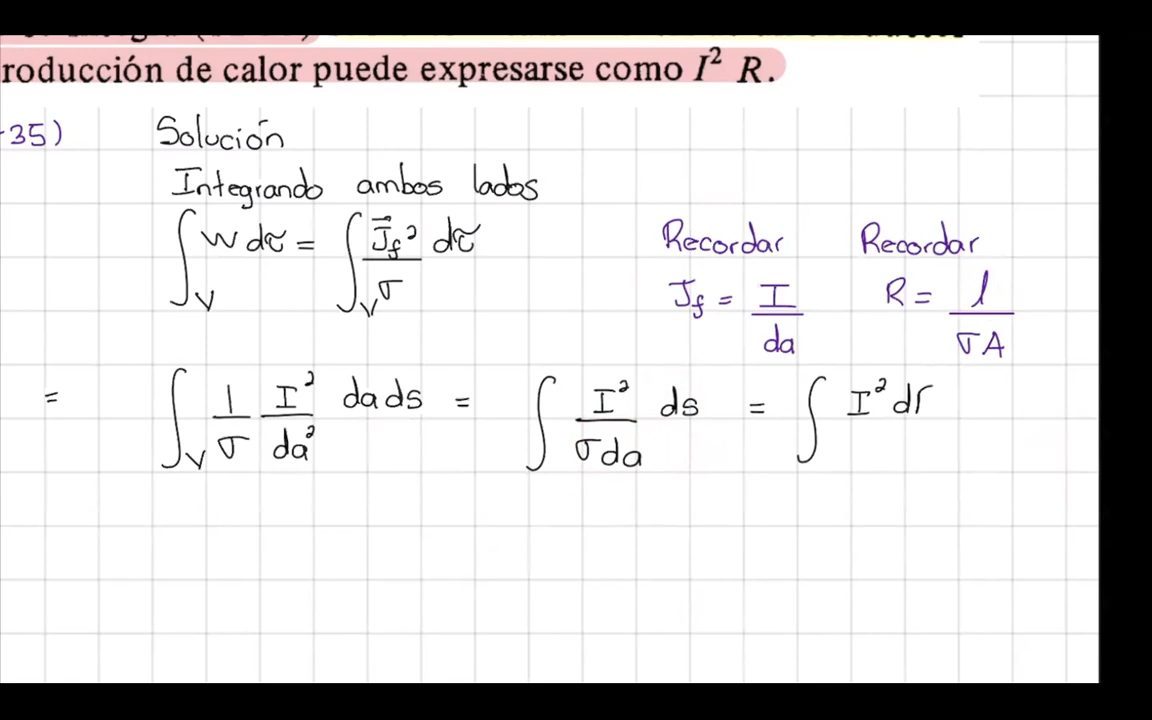 roducción de calor puede expresarse como I² R.
-35) Solución
Integrando ambos lados
∫_V w dτ = ∫_V J⃗_f² / σ dτ
Recordar Recordar
J_f = I / da R = l / σA
= ∫_V 1/σ I²/da² da ds = ∫ I² / σda ds = ∫ I² dr